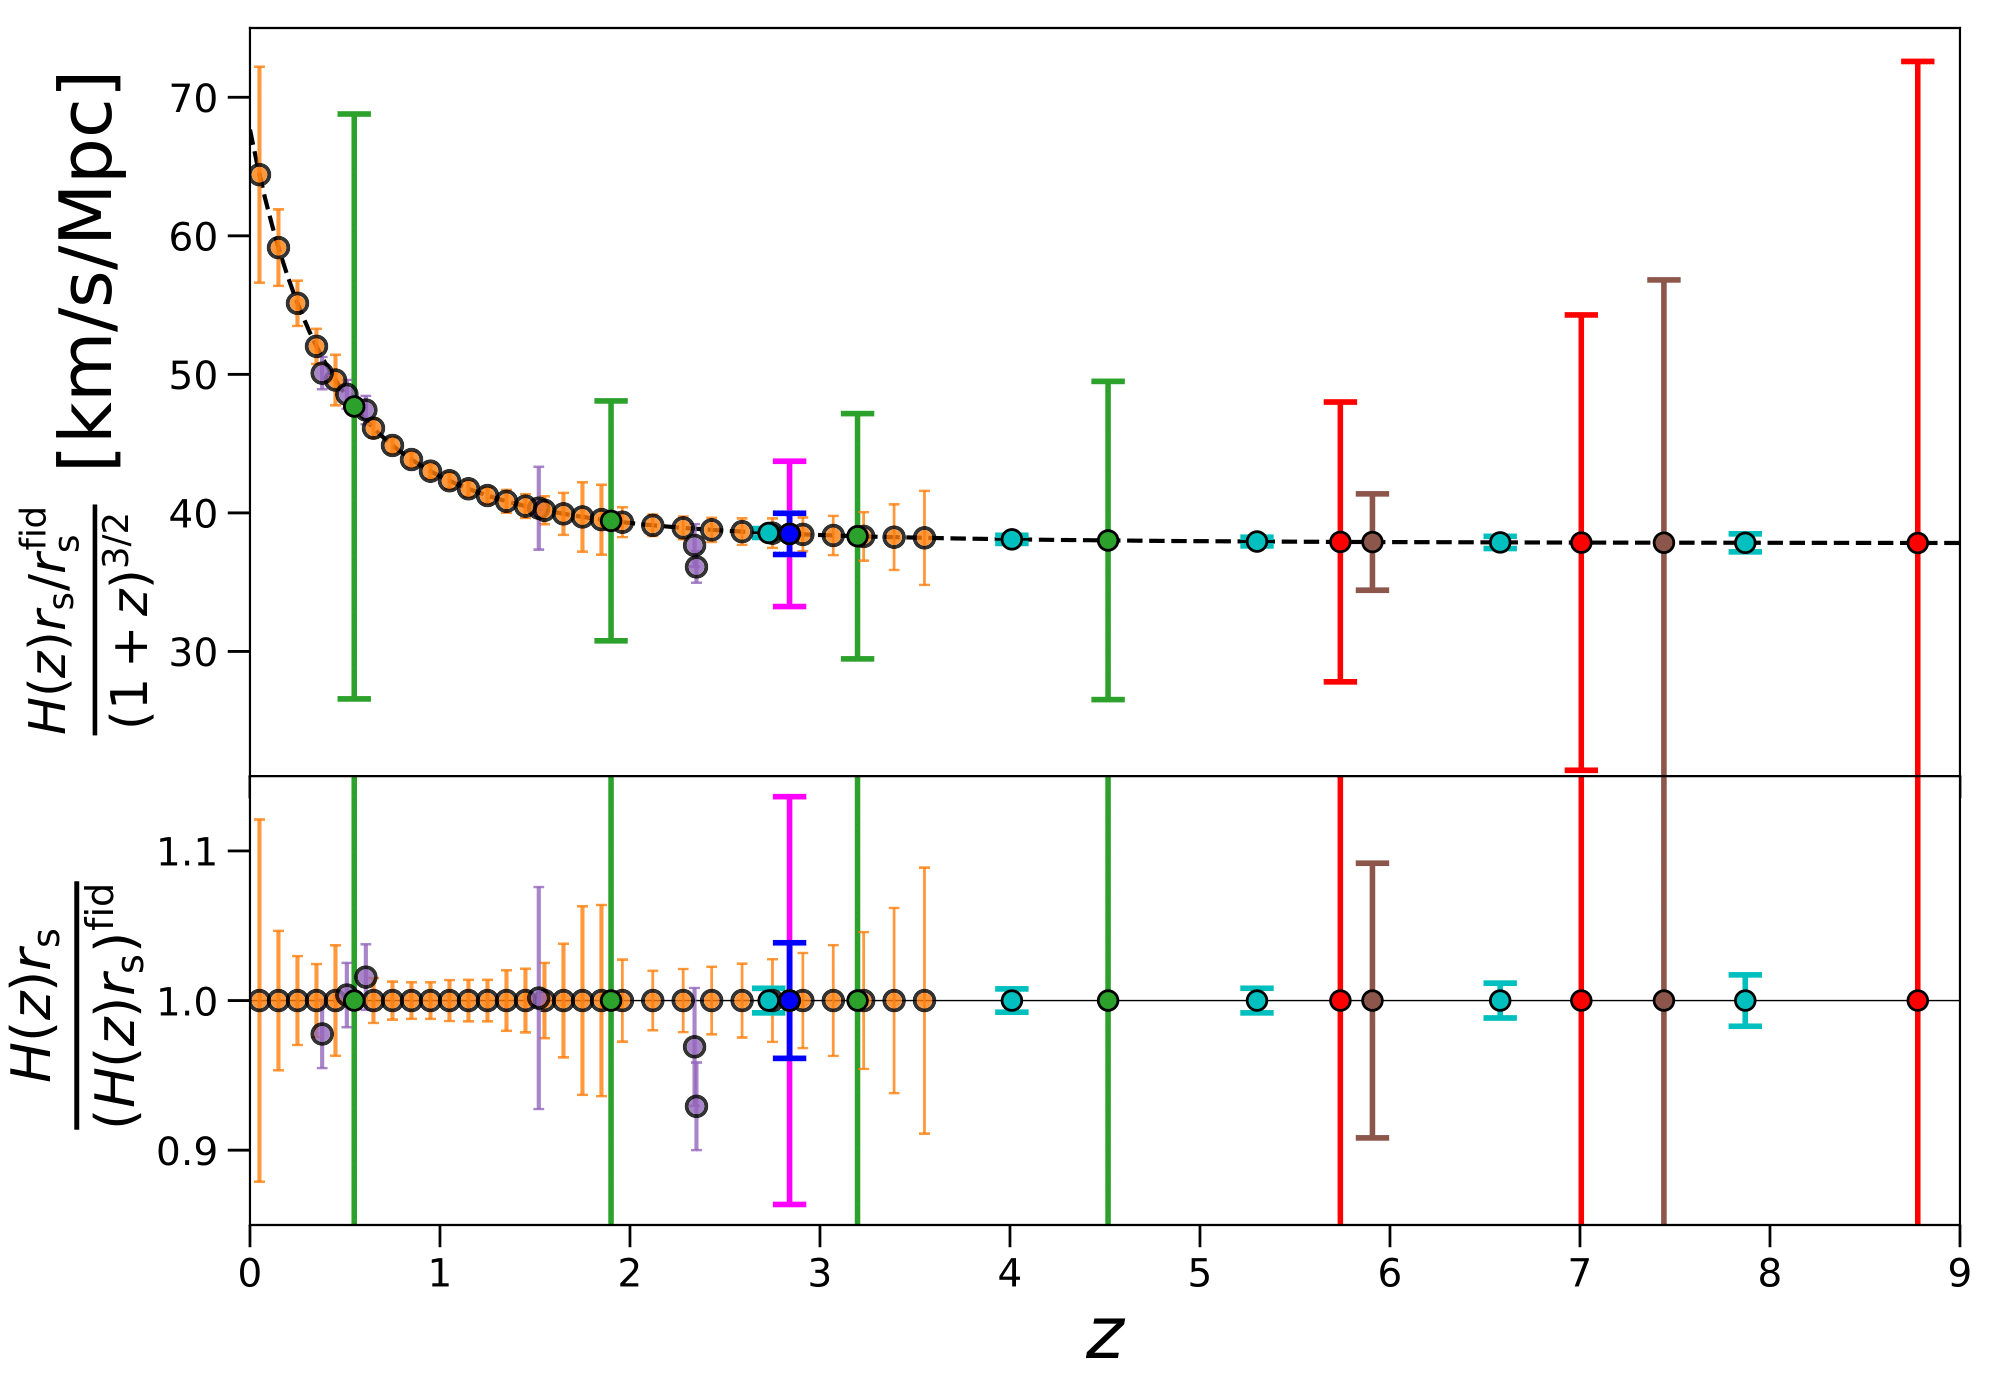 H(z)r_s/r_s^fid
(1 + z)^3/2
[km/s/Mpc]
70
60
50
40
30
H(z)r_s
(H(z)r_s)^fid
1.1
1.0
0.9
0 1 2 3 4 5 6 7 8 9
z